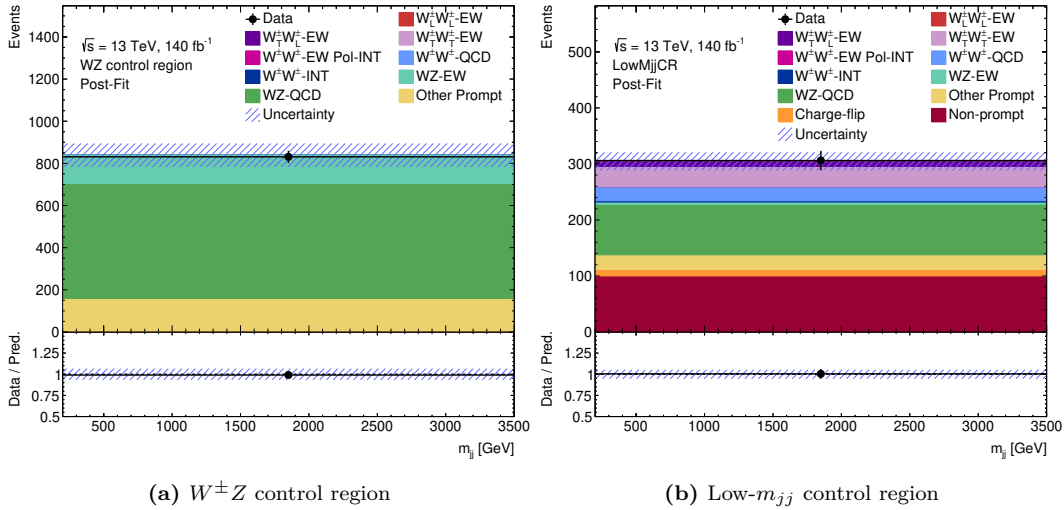 Events
1400
1200
1000
800
600
400
200
0
√s = 13 TeV, 140 fb⁻¹
WZ control region
Post-Fit
Data
W±LW±L-EW
W±TW±L-EW
W±TW±T-EW
W±W±-EW Pol-INT
W±W±-QCD
W±W±-INT
WZ-EW
WZ-QCD
Other Prompt
Uncertainty
Data / Pred.
1.25
1
0.75
0.5
500 1000 1500 2000 2500 3000 3500
mjj [GeV]
(a) W±Z control region
Events
500
400
300
200
100
0
√s = 13 TeV, 140 fb⁻¹
LowMjjCR
Post-Fit
Data
W±LW±L-EW
W±TW±L-EW
W±TW±T-EW
W±W±-EW Pol-INT
W±W±-QCD
W±W±-INT
WZ-EW
WZ-QCD
Other Prompt
Charge-flip
Non-prompt
Uncertainty
Data / Pred.
1.25
1
0.75
0.5
500 1000 1500 2000 2500 3000 3500
mjj [GeV]
(b) Low-mjj control region